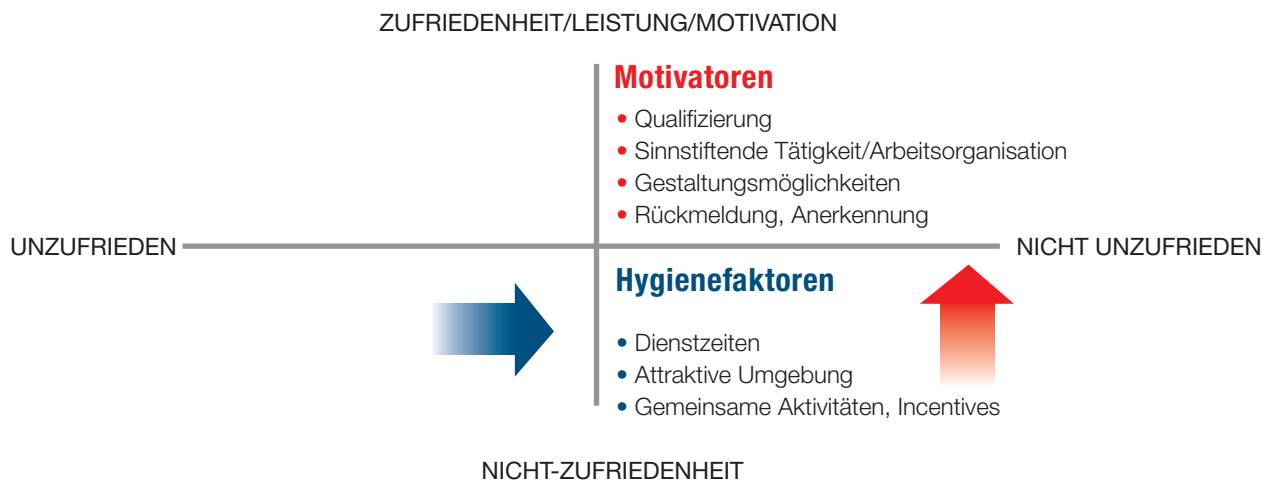 ZUFRIEDENHEIT/LEISTUNG/MOTIVATION
Motivatoren
• Qualifizierung
• Sinnstiftende Tätigkeit/Arbeitsorganisation
• Gestaltungsmöglichkeiten
• Rückmeldung, Anerkennung
UNZUFRIEDEN
NICHT UNZUFRIEDEN
Hygienefaktoren
• Dienstzeiten
• Attraktive Umgebung
• Gemeinsame Aktivitäten, Incentives
NICHT-ZUFRIEDENHEIT